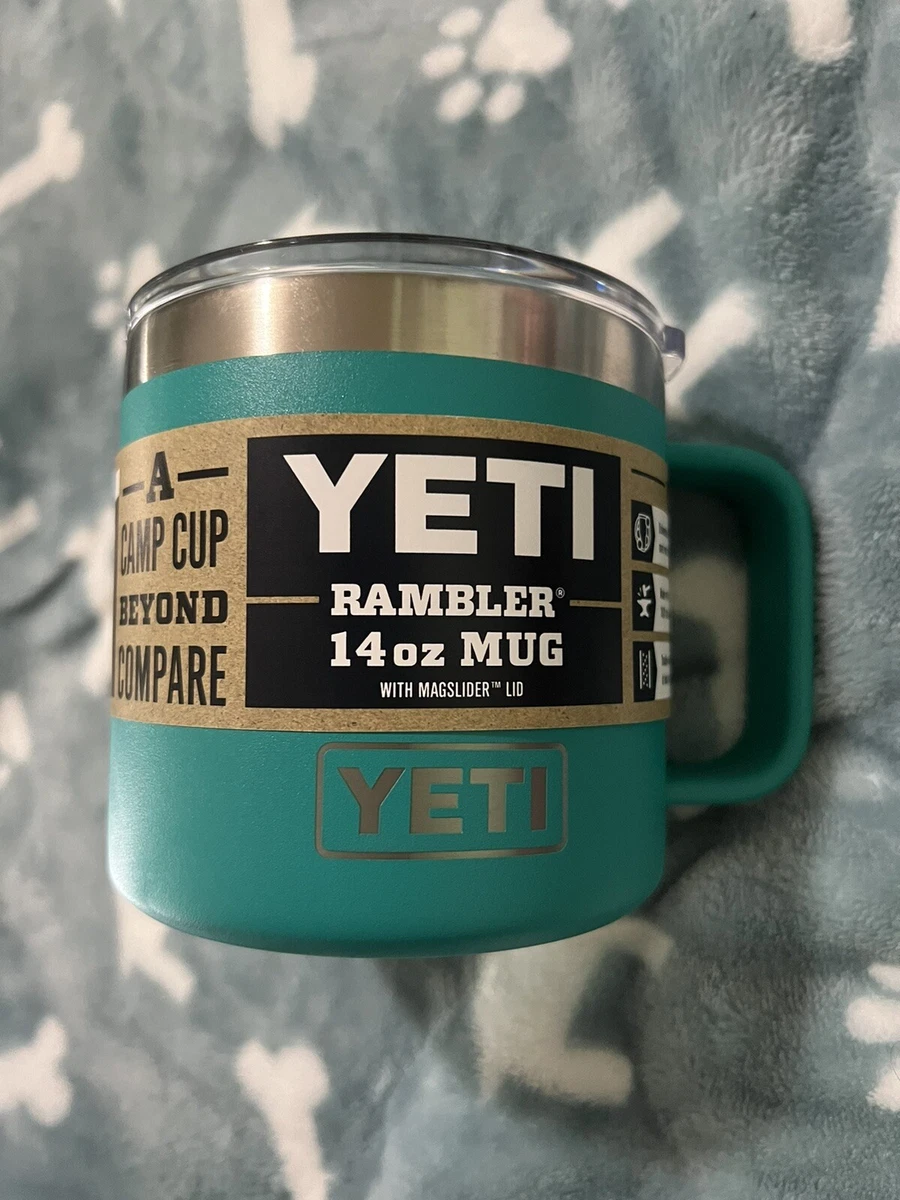 A
CAMP CUP
BEYOND
COMPARE
YETI
RAMBLER®
14 oz MUG
WITH MAGSLIDER™ LID
YETI